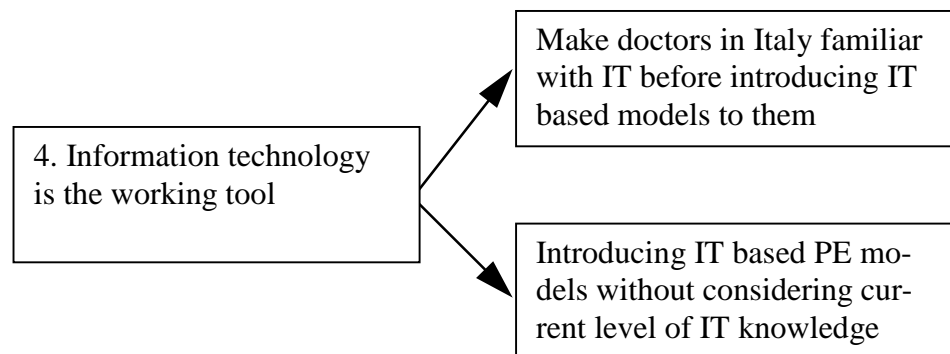 4. Information technology
is the working tool
Make doctors in Italy familiar
with IT before introducing IT
based models to them
Introducing IT based PE mo-
dels without considering cur-
rent level of IT knowledge